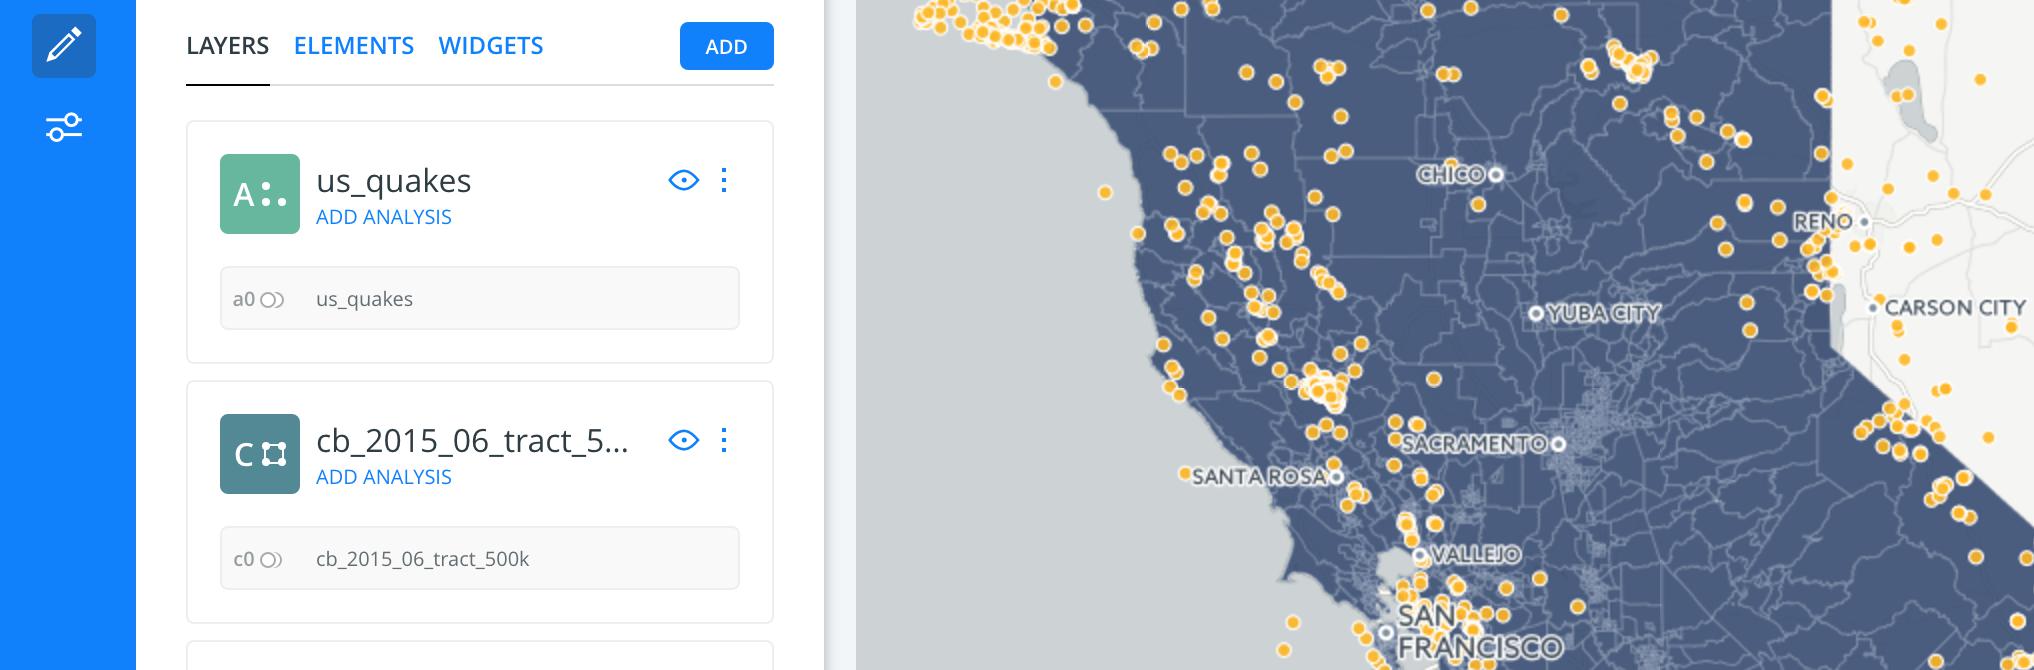 LAYERS ELEMENTS WIDGETS ADD
A
us_quakes
ADD ANALYSIS
a0 us_quakes
C
cb_2015_06_tract_5...
ADD ANALYSIS
c0 cb_2015_06_tract_500k
CHICO
RENO
YUBA CITY
CARSON CITY
SACRAMENTO
SANTA ROSA
VALLEJO
SAN
FRANCISCO